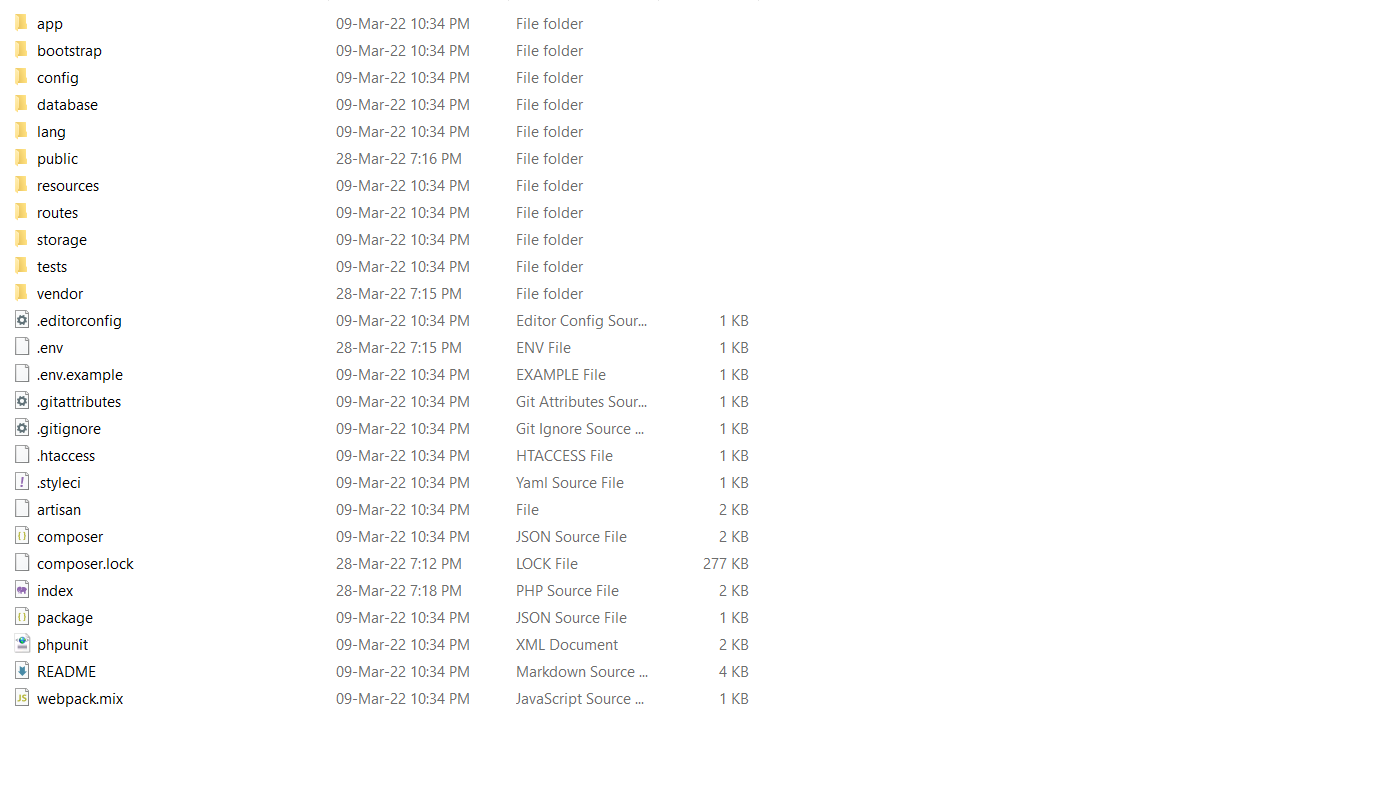 app 09-Mar-22 10:34 PM File folder
bootstrap 09-Mar-22 10:34 PM File folder
config 09-Mar-22 10:34 PM File folder
database 09-Mar-22 10:34 PM File folder
lang 09-Mar-22 10:34 PM File folder
public 28-Mar-22 7:16 PM File folder
resources 09-Mar-22 10:34 PM File folder
routes 09-Mar-22 10:34 PM File folder
storage 09-Mar-22 10:34 PM File folder
tests 09-Mar-22 10:34 PM File folder
vendor 28-Mar-22 7:15 PM File folder
.editorconfig 09-Mar-22 10:34 PM Editor Config Sour... 1 KB
.env 28-Mar-22 7:15 PM ENV File 1 KB
.env.example 09-Mar-22 10:34 PM EXAMPLE File 1 KB
.gitattributes 09-Mar-22 10:34 PM Git Attributes Sour... 1 KB
.gitignore 09-Mar-22 10:34 PM Git Ignore Source ... 1 KB
.htaccess 09-Mar-22 10:34 PM HTACCESS File 1 KB
.styleci 09-Mar-22 10:34 PM Yaml Source File 1 KB
artisan 09-Mar-22 10:34 PM File 2 KB
composer 09-Mar-22 10:34 PM JSON Source File 2 KB
composer.lock 28-Mar-22 7:12 PM LOCK File 277 KB
index 28-Mar-22 7:18 PM PHP Source File 2 KB
package 09-Mar-22 10:34 PM JSON Source File 1 KB
phpunit 09-Mar-22 10:34 PM XML Document 2 KB
README 09-Mar-22 10:34 PM Markdown Source ... 4 KB
webpack.mix 09-Mar-22 10:34 PM JavaScript Source ... 1 KB